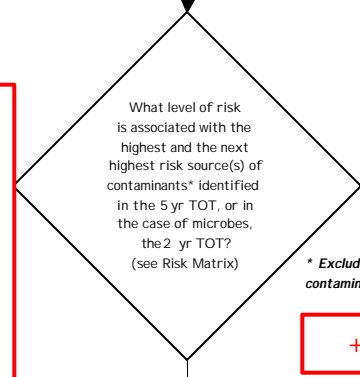 What level of risk
is associated with the
highest and the next
highest risk source(s) of
contaminants* identified
in the 5 yr TOT, or in
the case of microbes,
the 2 yr TOT?
(see Risk Matrix)
* Exclud
contamin
+